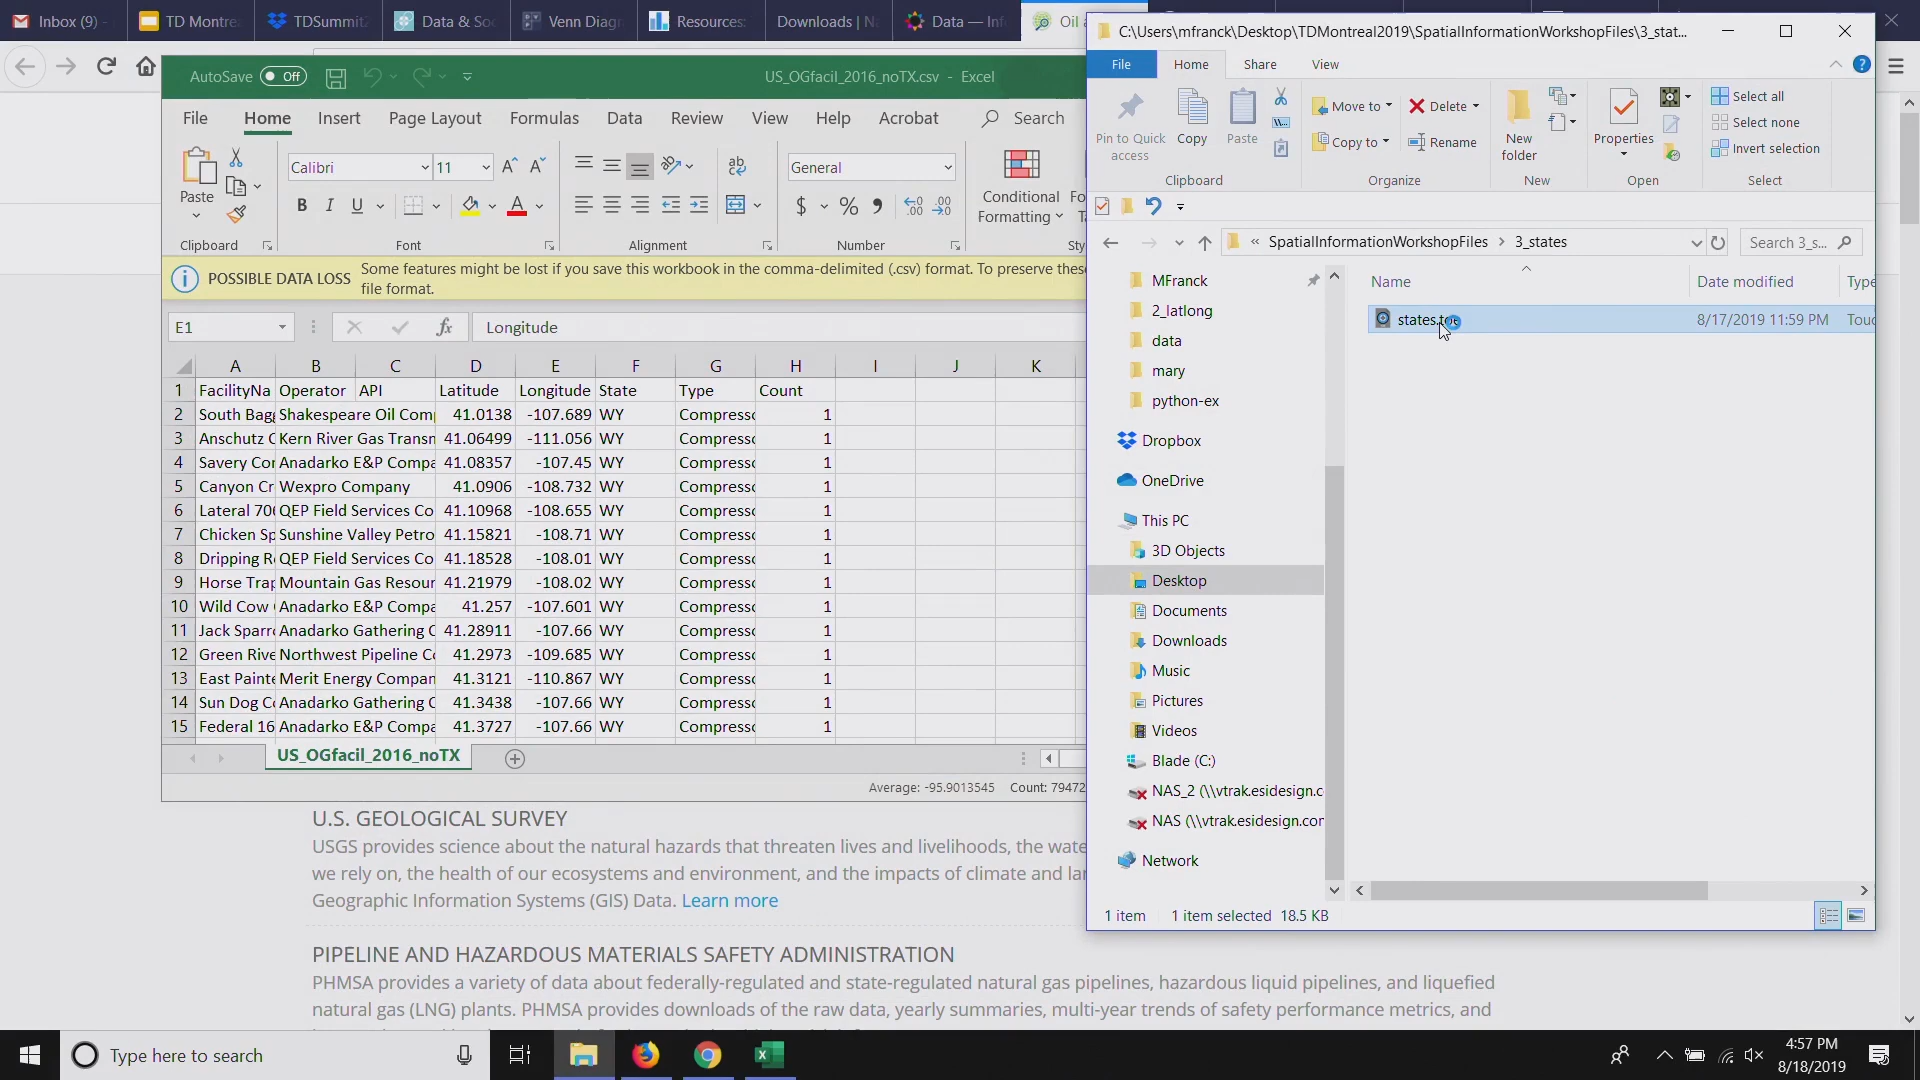 Inbox (9)
TD Montre
TDSummit
Data & So
Venn Diag
Resources
Downloads | N
Data — In
Oil
AutoSave Off
US_OGfacil_2016_noTX.csv - Excel
File Home Insert Page Layout Formulas Data Review View Help Acrobat Search
Paste
Calibri 11
B I U
General
$ % ,
Conditional
Formatting
Clipboard Font Alignment Number
POSSIBLE DATA LOSS Some features might be lost if you save this workbook in the comma-delimited (.csv) format. To preserve these
file format.
E1 fx Longitude
A B C D E F G H I J K
1 FacilityNa Operator API Latitude Longitude State Type Count
2 South Bag Shakespeare Oil Com 41.0138 -107.689 WY Compress 1
3 Anschutz C Kern River Gas Transn 41.06499 -111.056 WY Compress 1
4 Savery Cor Anadarko E&P Compa 41.08357 -107.45 WY Compress 1
5 Canyon Cr Wexpro Company 41.0906 -108.732 WY Compress 1
6 Lateral 70 QEP Field Services Co 41.10968 -108.655 WY Compress 1
7 Chicken Sp Sunshine Valley Petro 41.15821 -108.71 WY Compress 1
8 Dripping R QEP Field Services Co 41.18528 -108.01 WY Compress 1
9 Horse Trap Mountain Gas Resour 41.21979 -108.02 WY Compress 1
10 Wild Cow Anadarko E&P Compa 41.257 -107.601 WY Compress 1
11 Jack Sparr Anadarko Gathering C 41.28911 -107.66 WY Compress 1
12 Green Rive Northwest Pipeline C 41.2973 -109.685 WY Compress 1
13 East Painte Merit Energy Compan 41.3121 -110.867 WY Compress 1
14 Sun Dog C Anadarko Gathering C 41.3438 -107.66 WY Compress 1
15 Federal 16 Anadarko E&P Compa 41.3727 -107.66 WY Compress 1
US_OGfacil_2016_noTX
Average: -95.9013545 Count: 79472
U.S. GEOLOGICAL SURVEY
USGS provides science about the natural hazards that threaten lives and livelihoods, the wate
we rely on, the health of our ecosystems and environment, and the impacts of climate and lan
Geographic Information Systems (GIS) Data. Learn more
PIPELINE AND HAZARDOUS MATERIALS SAFETY ADMINISTRATION
PHMSA provides a variety of data about federally-regulated and state-regulated natural gas pipelines, hazardous liquid pipelines, and liquefied
natural gas (LNG) plants. PHMSA provides downloads of the raw data, yearly summaries, multi-year trends of safety performance metrics, and
C:\Users\mfranck\Desktop\TDMontreal2019\SpatialInformationWorkshopFiles\3_stat...
File Home Share View
Pin to Quick
access
Copy
Paste
Move to
Copy to
Delete
Rename
New
folder
Properties
Select all
Select none
Invert selection
Clipboard Organize New Open Select
« SpatialInformationWorkshopFiles > 3_states
Search 3_s...
Name Date modified Type
states.toe 8/17/2019 11:59 PM Touc
MFranck
2_latlong
data
mary
python-ex
Dropbox
OneDrive
This PC
3D Objects
Desktop
Documents
Downloads
Music
Pictures
Videos
Blade (C:)
NAS_2 (\\vtrak.esidesign.c
NAS (\\vtrak.esidesign.con
Network
1 item 1 item selected 18.5 KB
Type here to search
4:57 PM
8/18/2019